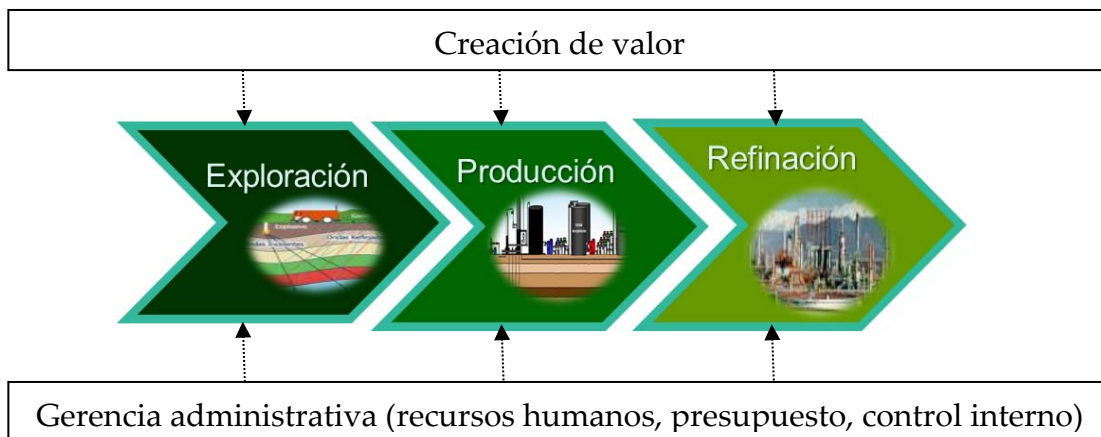 Creación de valor
Exploración
Producción
Refinación
Gerencia administrativa (recursos humanos, presupuesto, control interno)